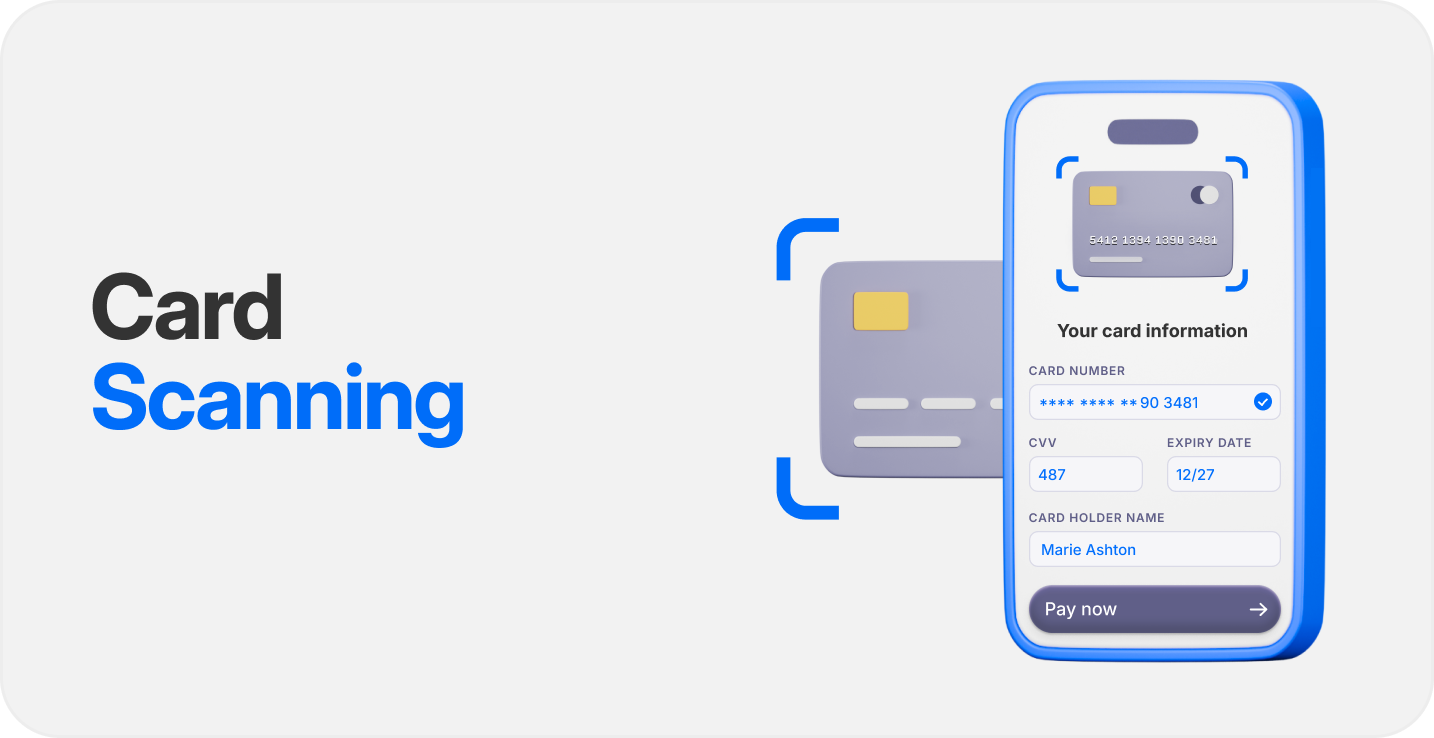 Card
Scanning
5412 1394 1390 3481
Your card information
CARD NUMBER
**** **** **90 3481
CVV
EXPIRY DATE
487
12/27
CARD HOLDER NAME
Marie Ashton
Pay now